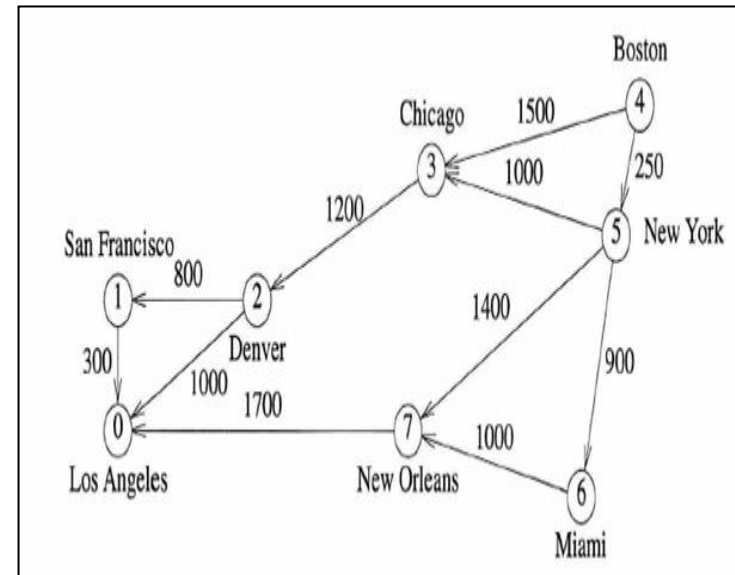 Boston
4
1500
Chicago
3
1000
250
1200
5 New York
San Francisco
800
1
2
1400
Denver
300
1000
900
1700
0
7
1000
Los Angeles
New Orleans
6
Miami